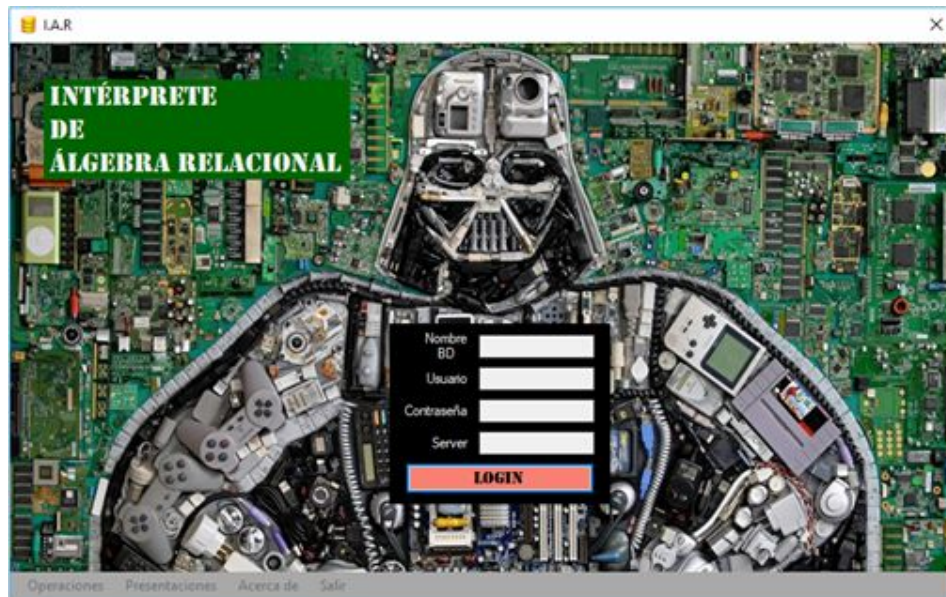 I.A.R
INTÉRPRETE
DE
ÁLGEBRA RELACIONAL
Nombre
BD
Usuario
Contraseña
Server
LOGIN
Operaciones Presentaciones Acerca de Salir